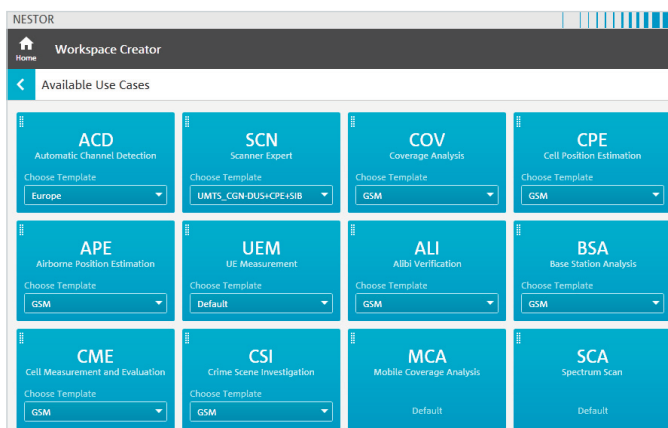 NESTOR
Home
Workspace Creator
Available Use Cases
ACD
Automatic Channel Detection
Choose Template
Europe
SCN
Scanner Expert
Choose Template
UMTS_CGN-DUS+CPE+SIB
COV
Coverage Analysis
Choose Template
GSM
CPE
Cell Position Estimation
Choose Template
GSM
APE
Airborne Position Estimation
Choose Template
GSM
UEM
UE Measurement
Choose Template
Default
ALI
Alibi Verification
Choose Template
GSM
BSA
Base Station Analysis
Choose Template
GSM
CME
Cell Measurement and Evaluation
Choose Template
GSM
CSI
Crime Scene Investigation
Choose Template
GSM
MCA
Mobile Coverage Analysis
Default
SCA
Spectrum Scan
Default